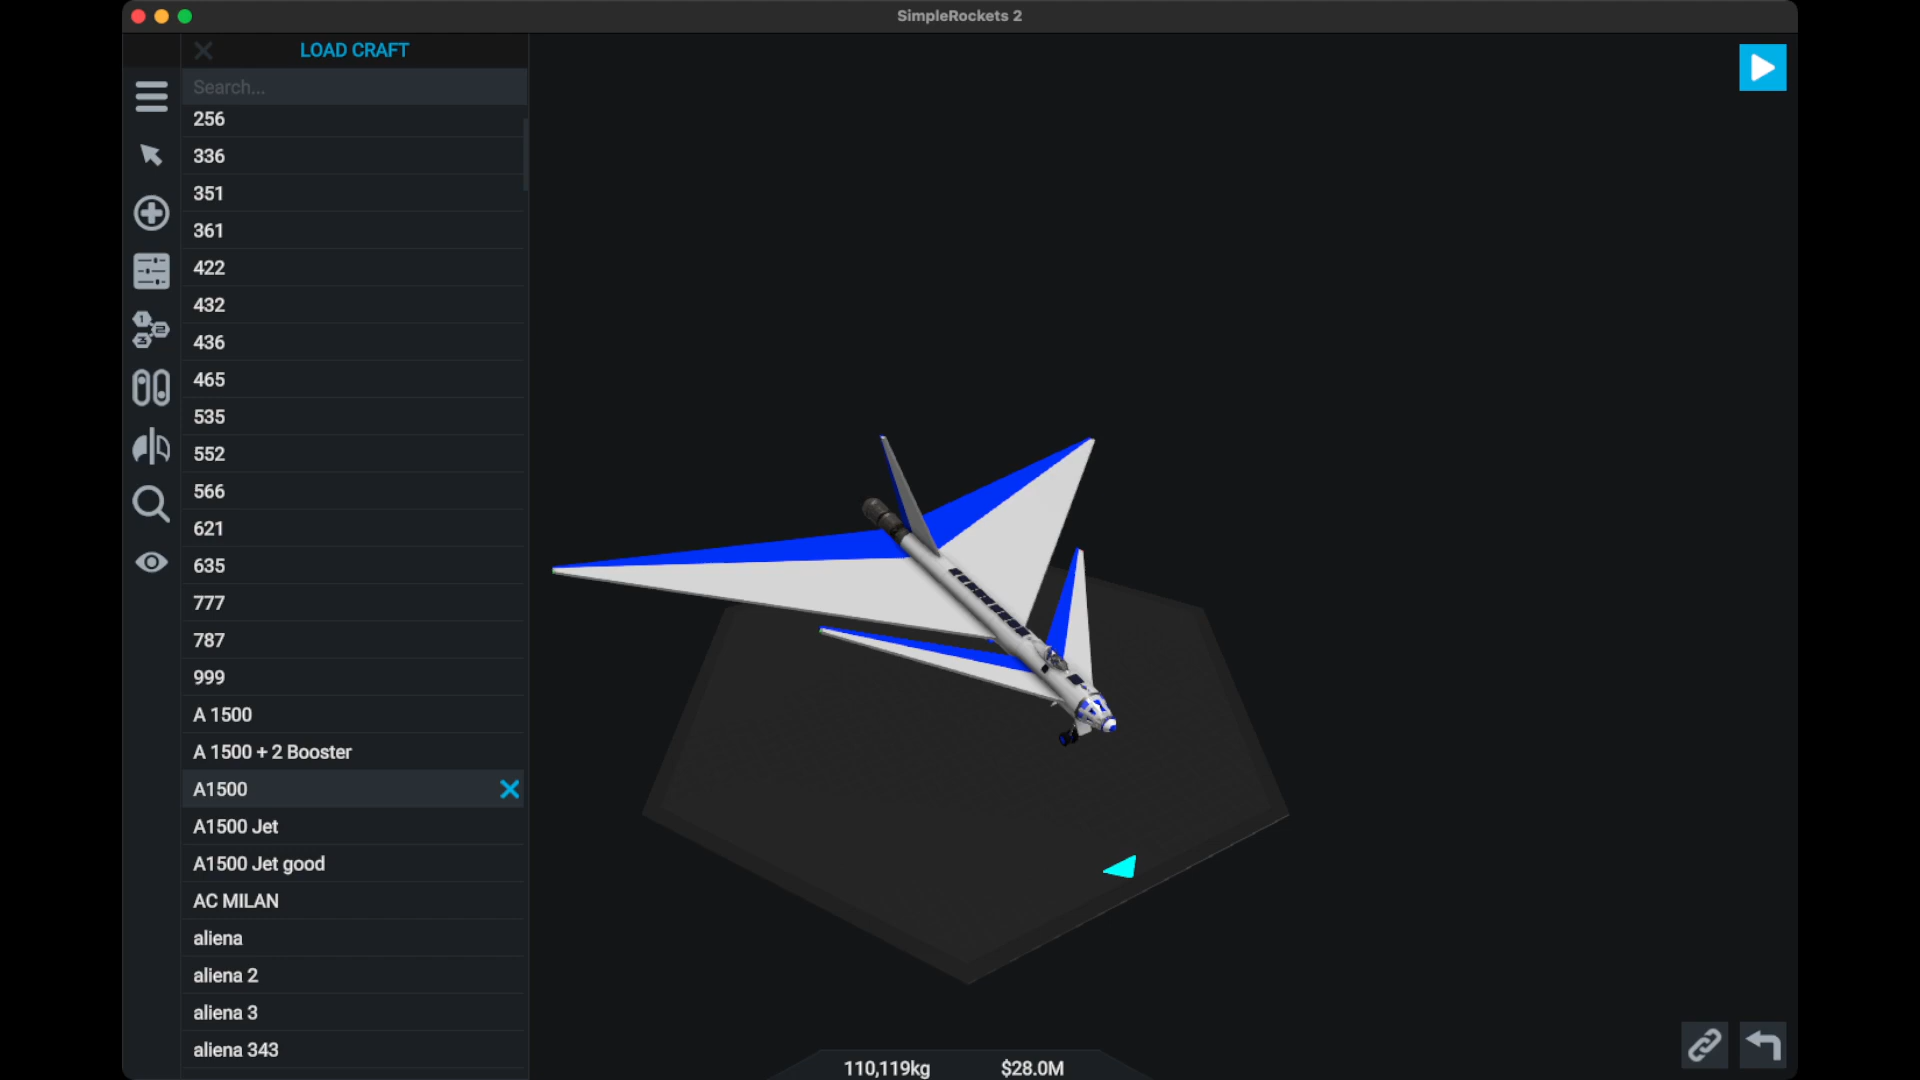 SimpleRockets 2
LOAD CRAFT
Search...
256
336
351
361
422
432
436
465
535
552
566
621
635
777
787
999
A 1500
A 1500 + 2 Booster
A1500
A1500 Jet
A1500 Jet good
AC MILAN
aliena
aliena 2
aliena 3
aliena 343
110,119kg $28.0M